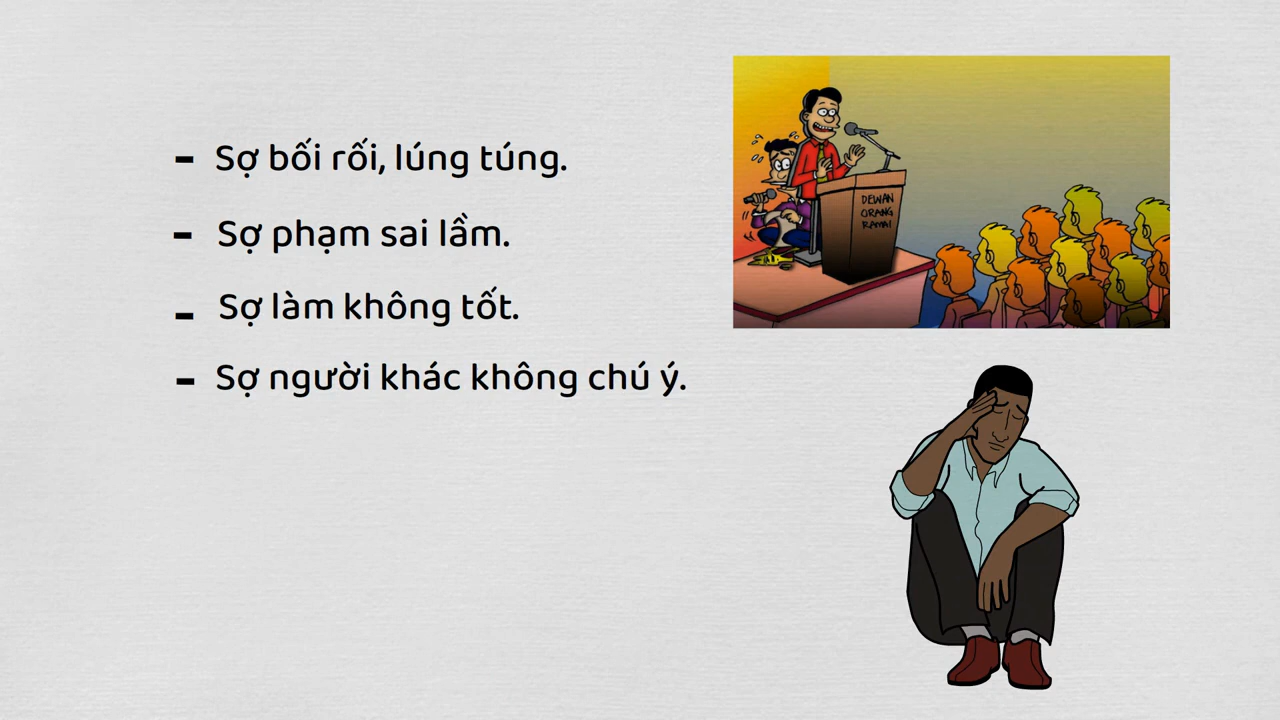 - Sợ bối rối, lúng túng.
- Sợ phạm sai lầm.
- Sợ làm không tốt.
- Sợ người khác không chú ý.
DEWAN
ORANG
RAMAI